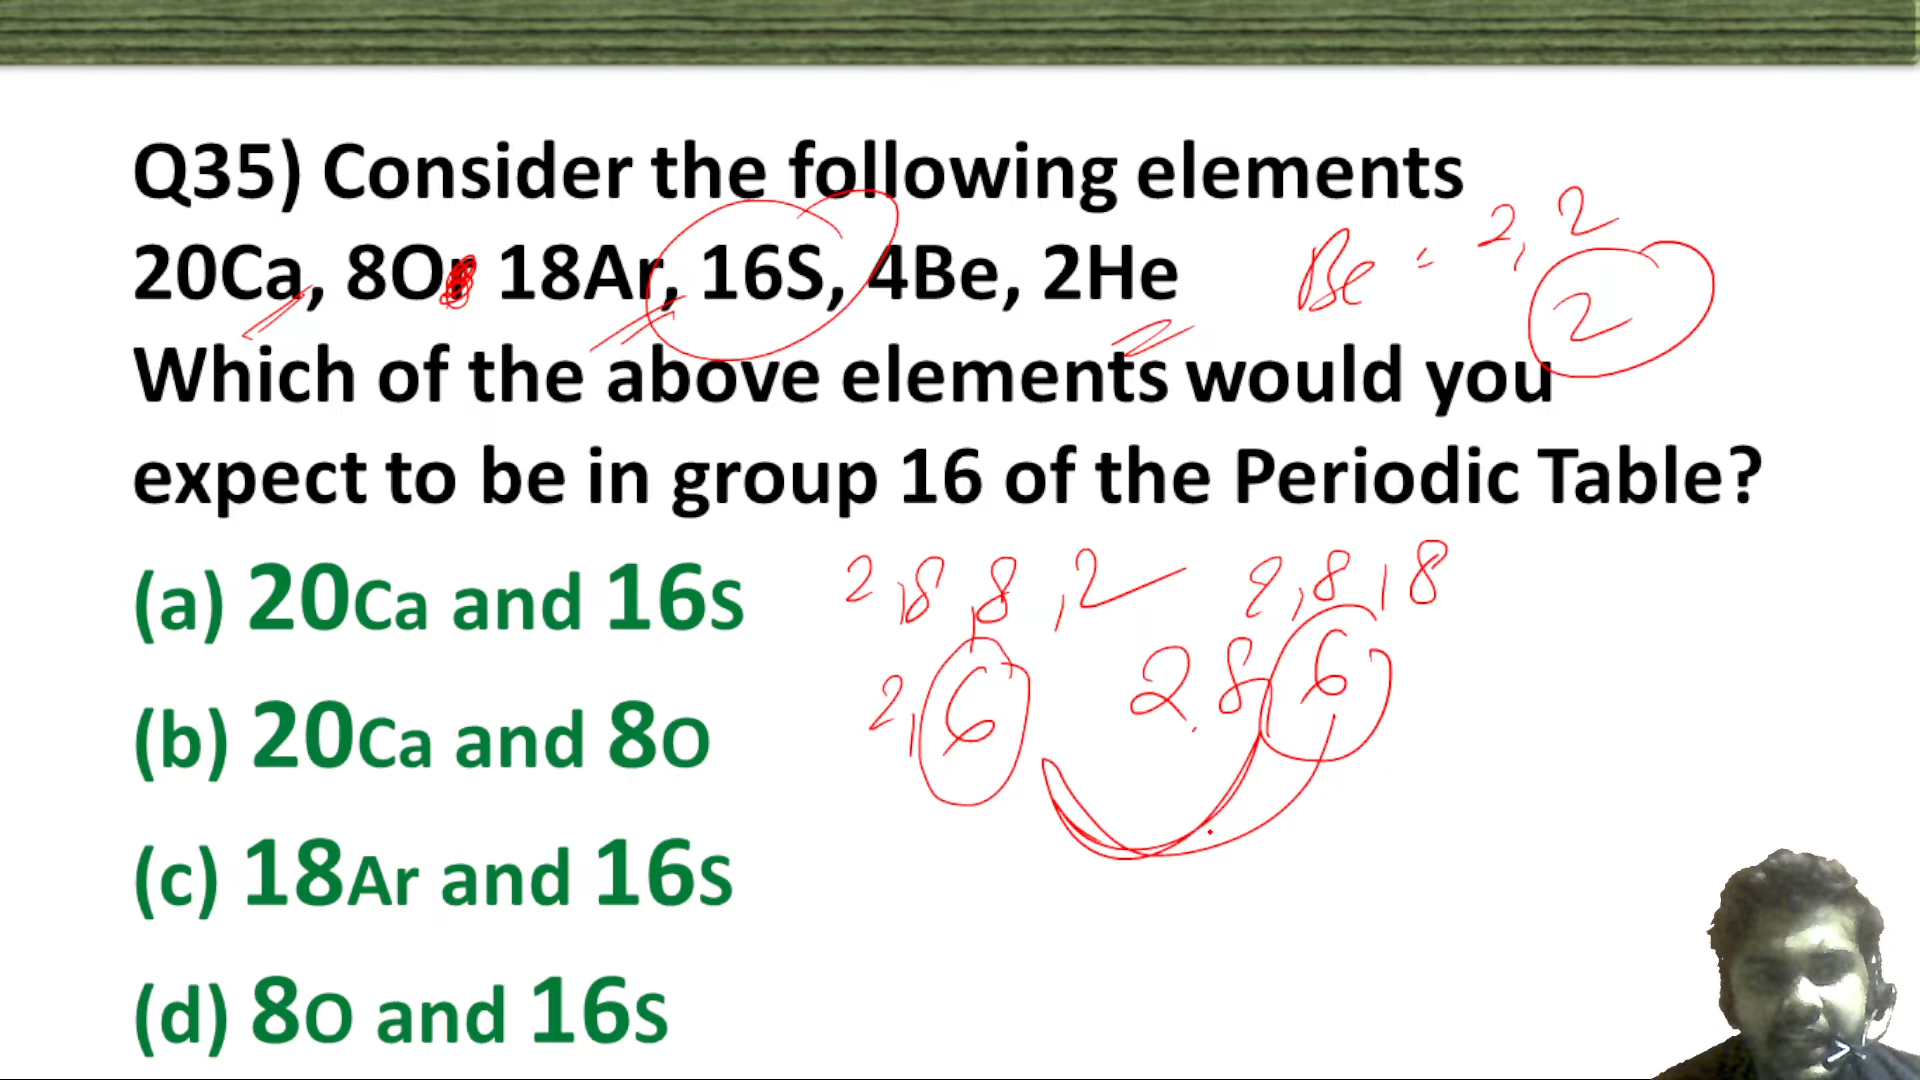 Q35) Consider the following elements
20Ca, 8O, 18Ar, 16S, 4Be, 2He
Be = 2, 2
2
Which of the above elements would you
expect to be in group 16 of the Periodic Table?
(a) 20Ca and 16S
2, 8, 8, 2
2, 8, 8
(b) 20Ca and 8O
2, 6
2, 8, 6
(c) 18Ar and 16S
(d) 8O and 16S